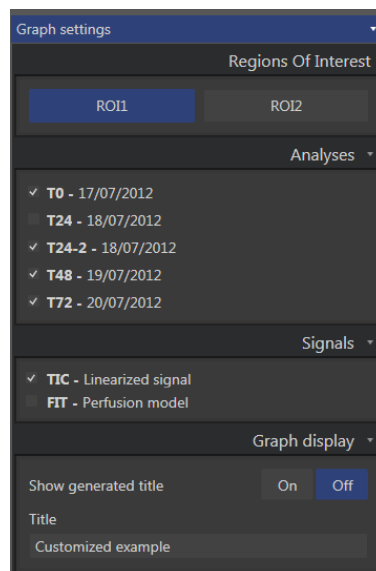 Graph settings
Regions Of Interest
ROI1 ROI2
Analyses
T0 - 17/07/2012
T24 - 18/07/2012
T24-2 - 18/07/2012
T48 - 19/07/2012
T72 - 20/07/2012
Signals
TIC - Linearized signal
FIT - Perfusion model
Graph display
Show generated title On Off
Title
Customized example